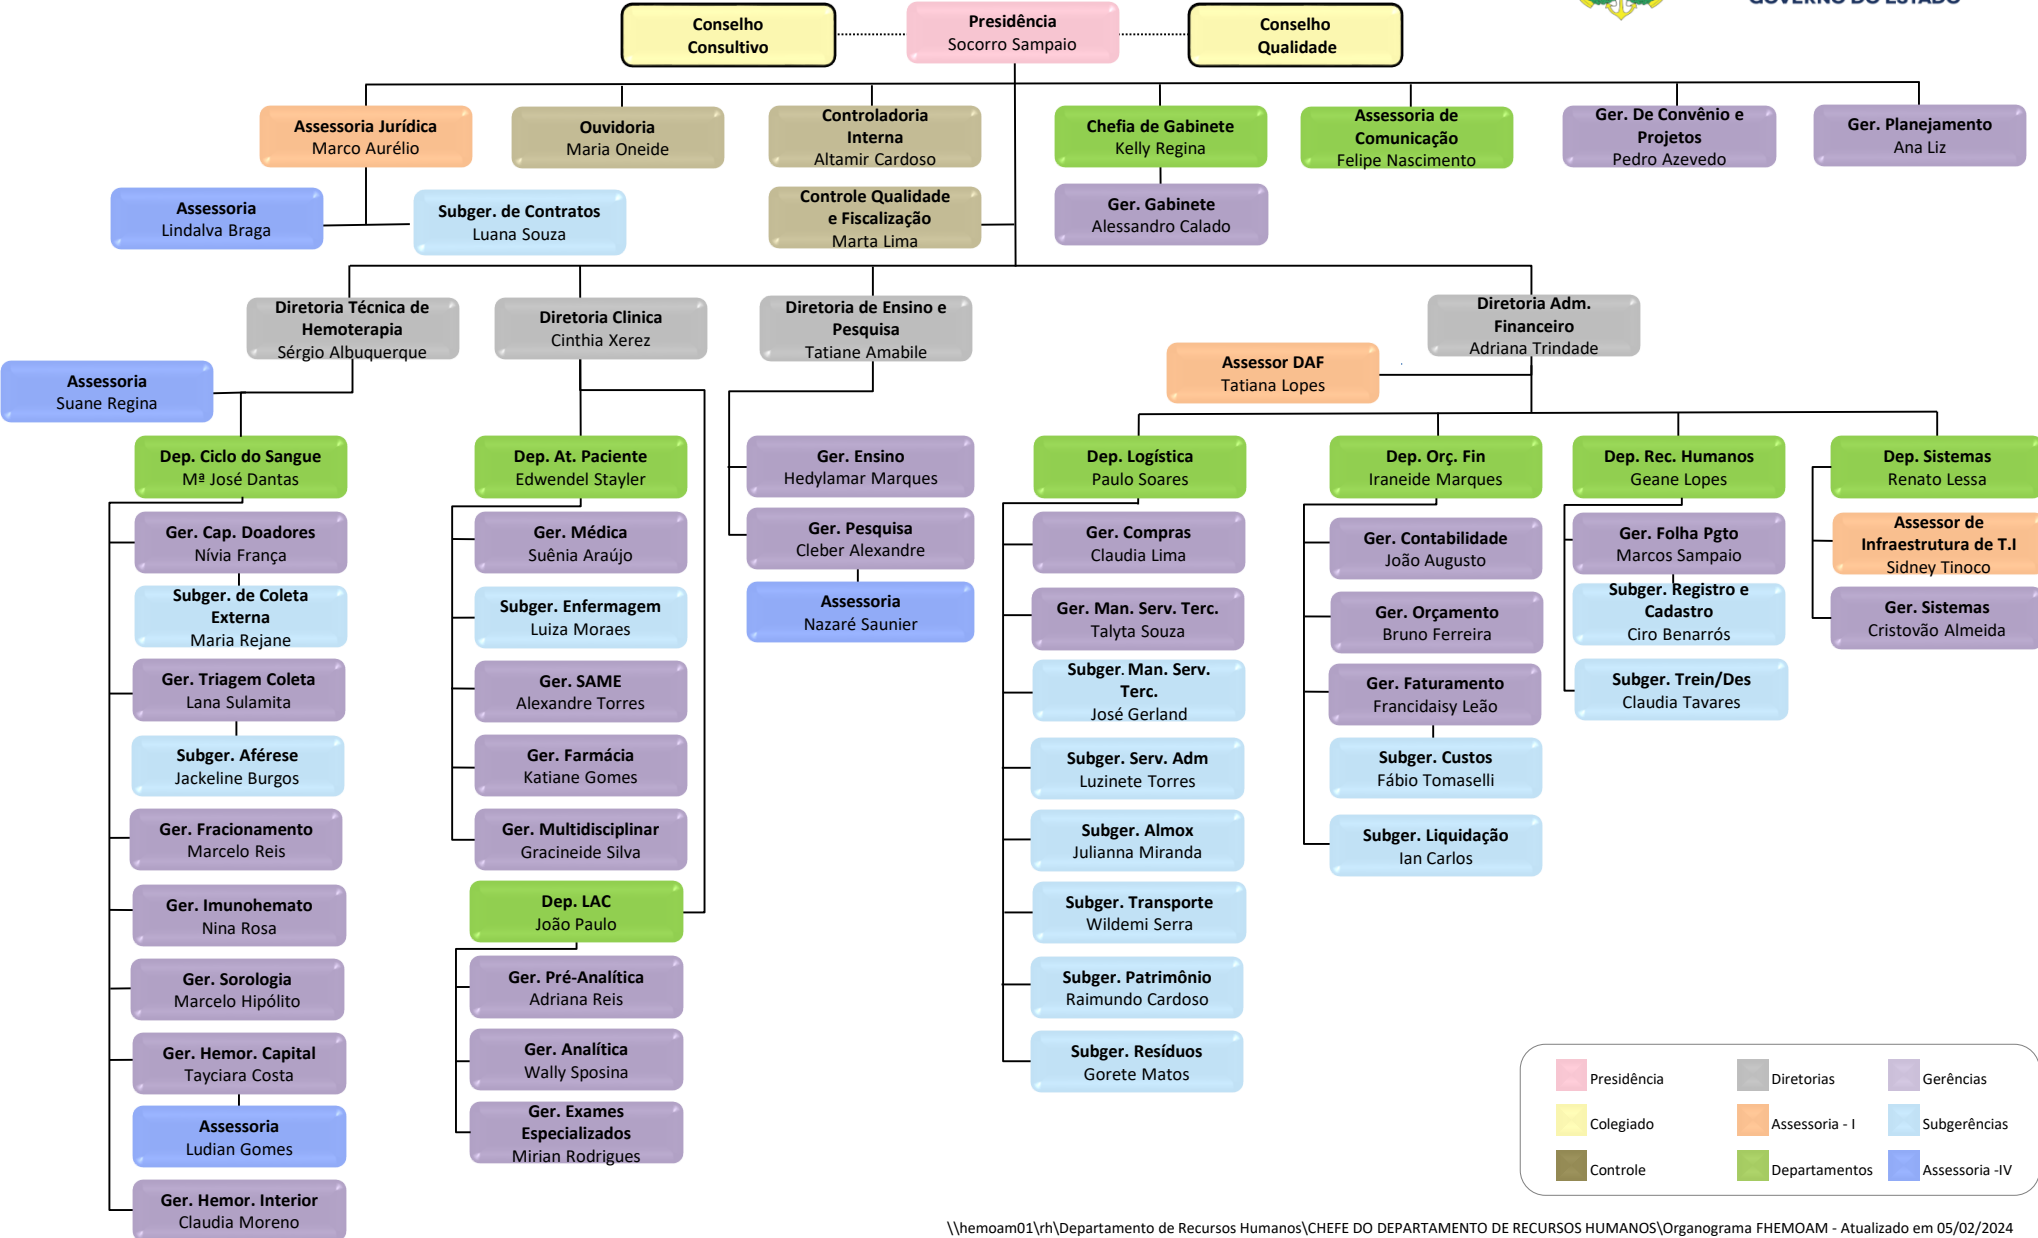 GOVERNO DO ESTADO
Conselho
Consultivo
Presidência
Socorro Sampaio
Conselho
Qualidade
Assessoria Jurídica
Marco Aurélio
Ouvidoria
Maria Oneide
Controladoria
Interna
Altamir Cardoso
Chefia de Gabinete
Kelly Regina
Assessoria de
Comunicação
Felipe Nascimento
Ger. De Convênio e
Projetos
Pedro Azevedo
Ger. Planejamento
Ana Liz
Assessoria
Lindalva Braga
Subger. de Contratos
Luana Souza
Controle Qualidade
e Fiscalização
Marta Lima
Ger. Gabinete
Alessandro Calado
Diretoria Técnica de
Hemoterapia
Sérgio Albuquerque
Diretoria Clinica
Cinthia Xerez
Diretoria de Ensino e
Pesquisa
Tatiane Amabile
Diretoria Adm.
Financeiro
Adriana Trindade
Assessoria
Suane Regina
Assessor DAF
Tatiana Lopes
Dep. Ciclo do Sangue
Mª José Dantas
Ger. Cap. Doadores
Nívia França
Subger. de Coleta
Externa
Maria Rejane
Ger. Triagem Coleta
Lana Sulamita
Subger. Aférese
Jackeline Burgos
Ger. Fracionamento
Marcelo Reis
Ger. Imunohemato
Nina Rosa
Ger. Sorologia
Marcelo Hipólito
Ger. Hemor. Capital
Tayciara Costa
Assessoria
Ludian Gomes
Ger. Hemor. Interior
Claudia Moreno
Dep. At. Paciente
Edwendel Stayler
Ger. Médica
Suênia Araújo
Subger. Enfermagem
Luiza Moraes
Ger. SAME
Alexandre Torres
Ger. Farmácia
Katiane Gomes
Ger. Multidisciplinar
Gracineide Silva
Dep. LAC
João Paulo
Ger. Pré-Analítica
Adriana Reis
Ger. Analítica
Wally Sposina
Ger. Exames
Especializados
Mirian Rodrigues
Ger. Ensino
Hedylamar Marques
Ger. Pesquisa
Cleber Alexandre
Assessoria
Nazaré Saunier
Dep. Logística
Paulo Soares
Ger. Compras
Claudia Lima
Ger. Man. Serv. Terc.
Talyta Souza
Subger. Man. Serv.
Terc.
José Gerland
Subger. Serv. Adm
Luzinete Torres
Subger. Almox
Julianna Miranda
Subger. Transporte
Wildemi Serra
Subger. Patrimônio
Raimundo Cardoso
Subger. Resíduos
Gorete Matos
Dep. Orç. Fin
Iraneide Marques
Ger. Contabilidade
João Augusto
Ger. Orçamento
Bruno Ferreira
Ger. Faturamento
Francidaisy Leão
Subger. Custos
Fábio Tomaselli
Subger. Liquidação
Ian Carlos
Dep. Rec. Humanos
Geane Lopes
Ger. Folha Pgto
Marcos Sampaio
Subger. Registro e
Cadastro
Ciro Benarrós
Subger. Trein/Des
Claudia Tavares
Dep. Sistemas
Renato Lessa
Assessor de
Infraestrutura de T.I
Sidney Tinoco
Ger. Sistemas
Cristovão Almeida
Presidência
Diretorias
Gerências
Colegiado
Assessoria - I
Subgerências
Controle
Departamentos
Assessoria -IV
\\hemoam01\rh\Departamento de Recursos Humanos\CHEFE DO DEPARTAMENTO DE RECURSOS HUMANOS\Organograma FHEMOAM - Atualizado em 05/02/2024